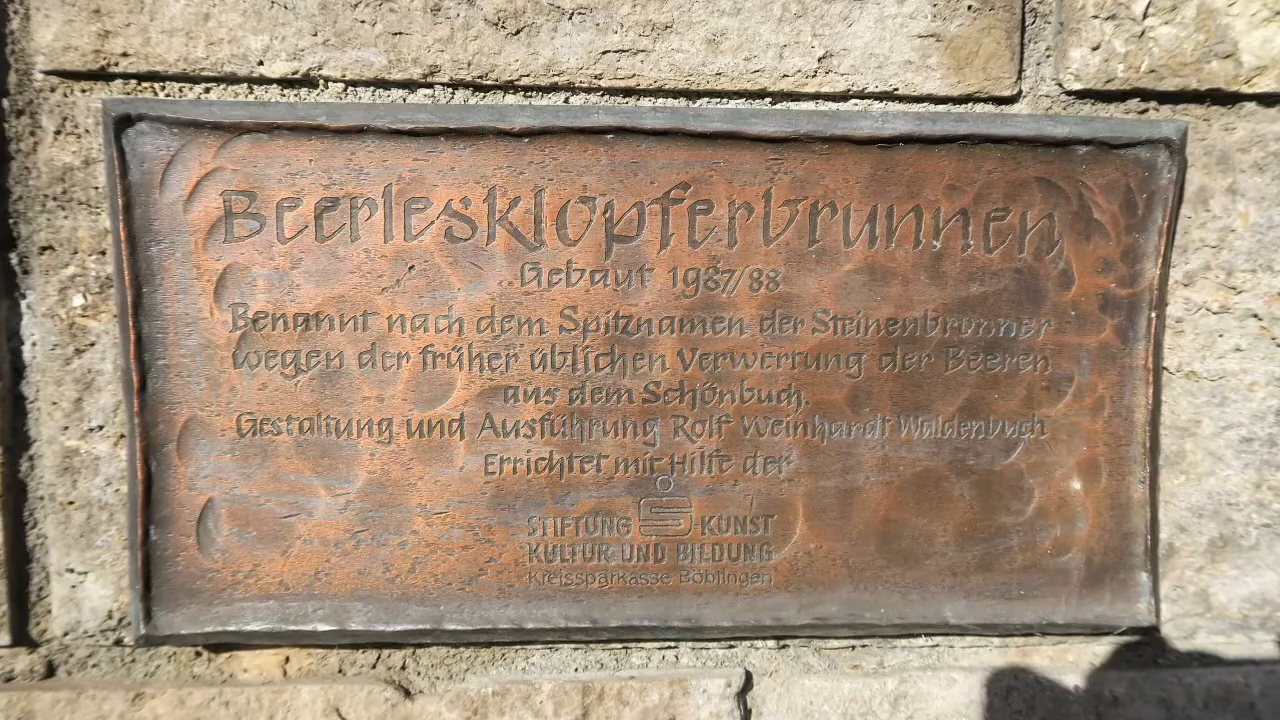 Beerlesklopferbrunnen
Gebaut 1987/88
Benannt nach dem Spitznamen der Steinenbronner
wegen der früher üblichen Verwertung der Beeren
aus dem Schönbuch.
Gestaltung und Ausführung Rolf Weinhardt Waldenbuch
Errichtet mit Hilfe der
STIFTUNG KUNST
KULTUR UND BILDUNG
Kreissparkasse Böblingen